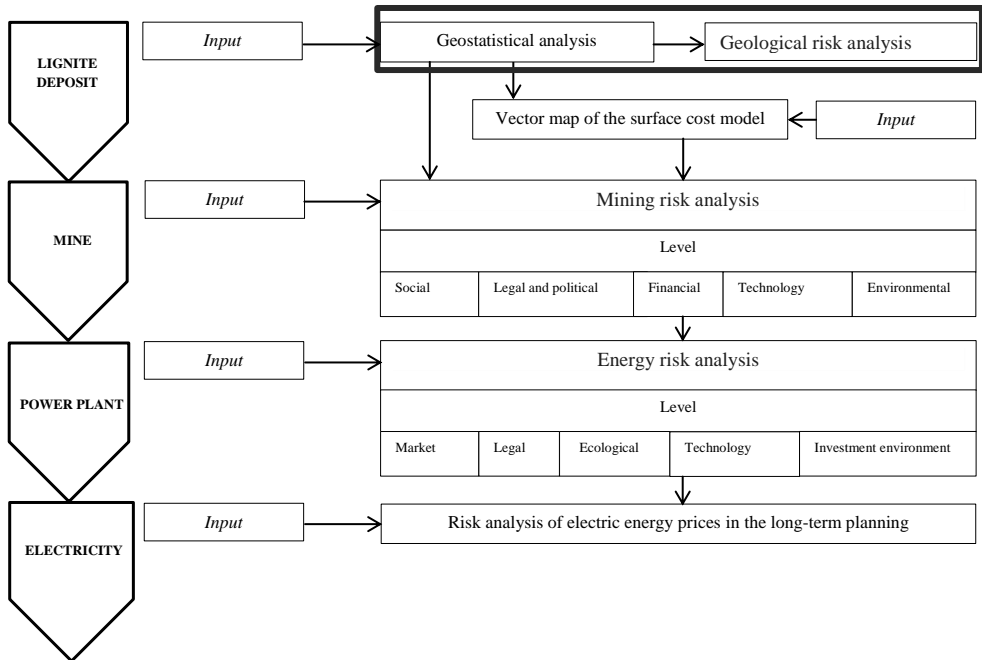 LIGNITE
DEPOSIT
Input
Geostatistical analysis
Geological risk analysis
Vector map of the surface cost model
Input
MINE
Input
Mining risk analysis
Level
Social
Legal and political
Financial
Technology
Environmental
POWER PLANT
Input
Energy risk analysis
Level
Market
Legal
Ecological
Technology
Investment environment
ELECTRICITY
Input
Risk analysis of electric energy prices in the long-term planning